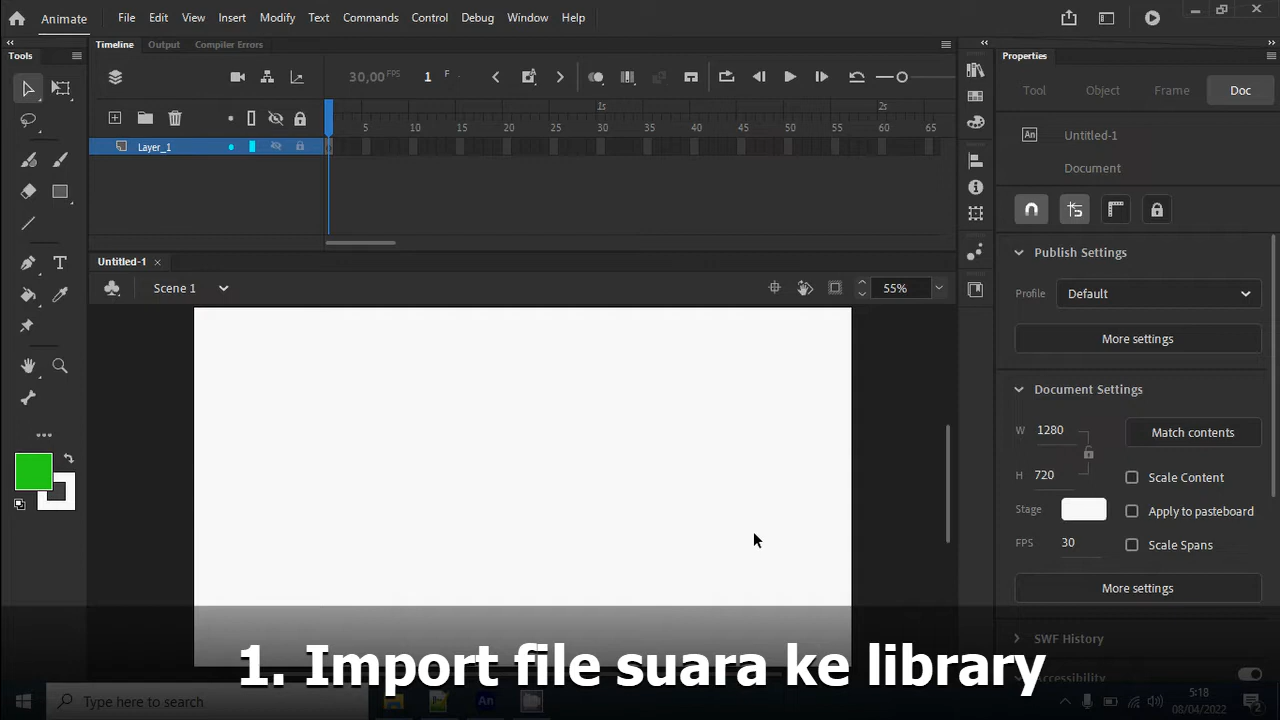 Animate File Edit View Insert Modify Text Commands Control Debug Window Help
Tools
Timeline Output Compiler Errors
30,00 FPS 1 F
1s 2s
5 10 15 20 25 30 35 40 45 50 55 60 65
Layer_1
Untitled-1
Scene 1
55%
Properties
Tool Object Frame Doc
An Untitled-1
Document
Publish Settings
Profile Default
More settings
Document Settings
W 1280 Match contents
H 720 Scale Content
Stage Apply to pasteboard
FPS 30 Scale Spans
More settings
SWF History
Accessibility
1. Import file suara ke library
Type here to search
An
5:18
08/04/2022
2